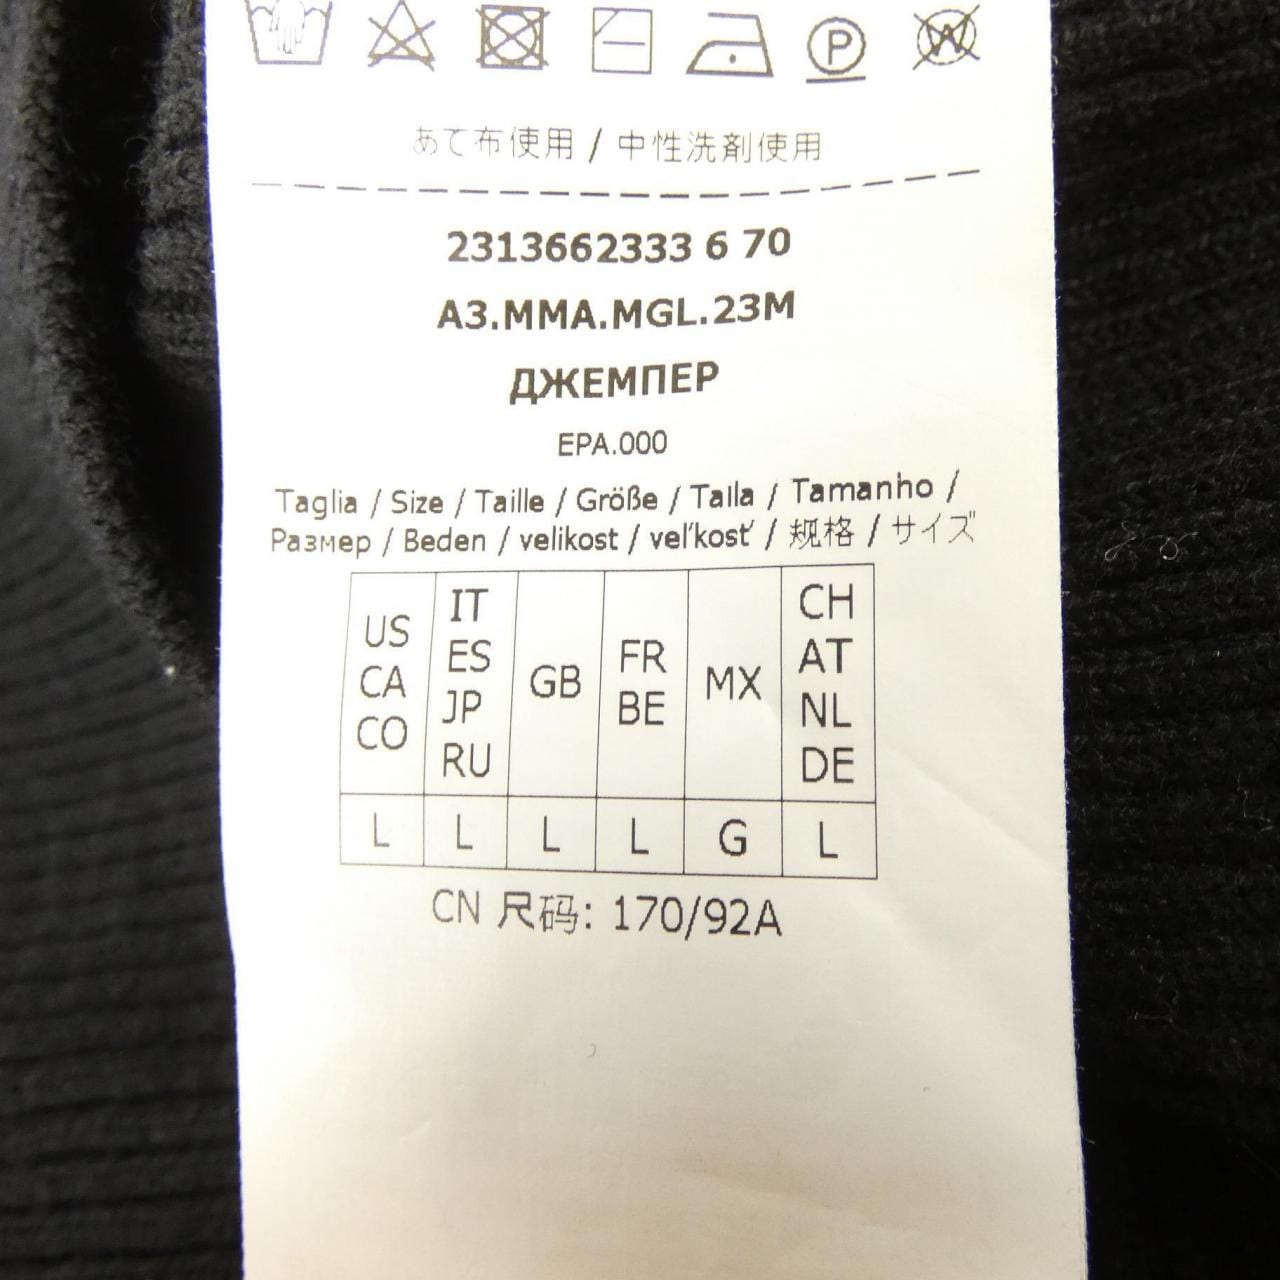 P W
あて布使用 / 中性洗剤使用
2313662333 6 70
A3.MMA.MGL.23M
ДЖЕМПЕР
EPA.000
Taglia / Size / Taille / Größe / Talla / Tamanho /
Размер / Beden / velikost / veľkosť / 规格 / サイズ
US CA CO
IT ES JP RU
GB
FR BE
MX
CH AT NL DE
L L L L G L
CN 尺码: 170/92A